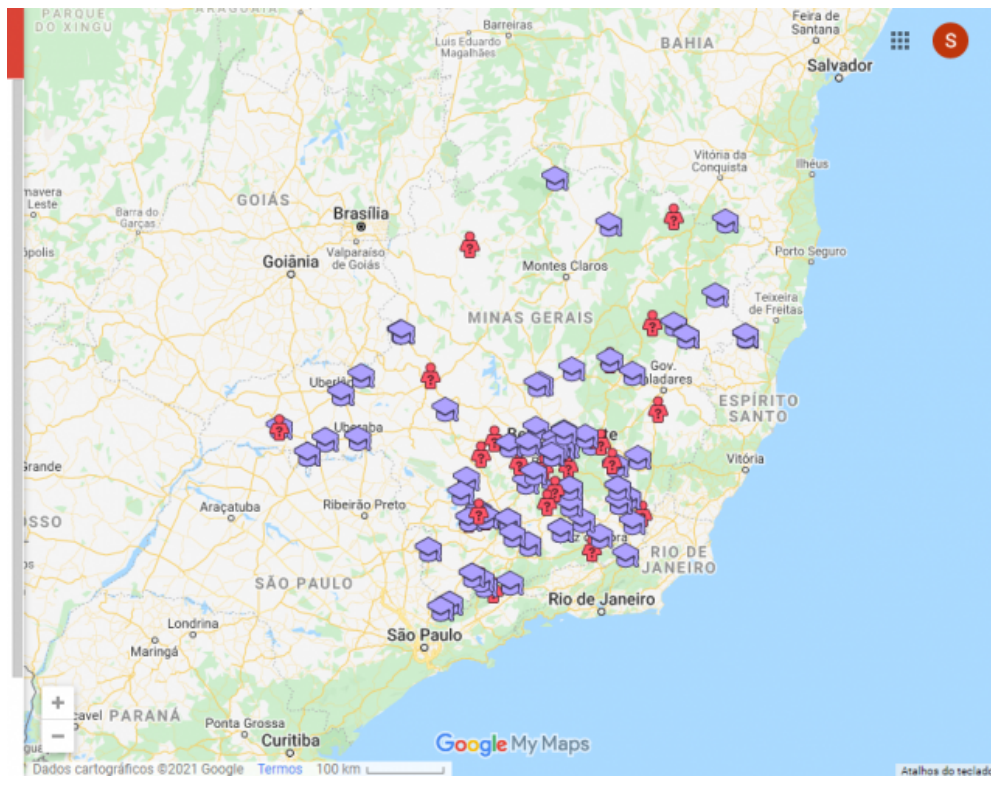 PARQUE
DO XINGU
ARAGUAIA
Barreiras
Luis Eduardo
Magalhães
BAHIA
Feira de
Santana
S
Salvador
Vitória da
Conquista
Ilhéus
GOIÁS
Barra do
Garças
Brasília
Valparaíso
de Goiás
Goiânia
Porto Seguro
Montes Claros
Teixeira
de Freitas
MINAS GERAIS
Gov.
ESPÍRITO
SANTO
Uberaba
Vitória
Araçatuba
Ribeirão Preto
RIO DE
JANEIRO
SÃO PAULO
Rio de Janeiro
Londrina
São Paulo
Maringá
PARANÁ
Ponta Grossa
Curitiba
Google My Maps
Dados cartográficos ©2021 Google
Termos
100 km
Atalhos do teclado